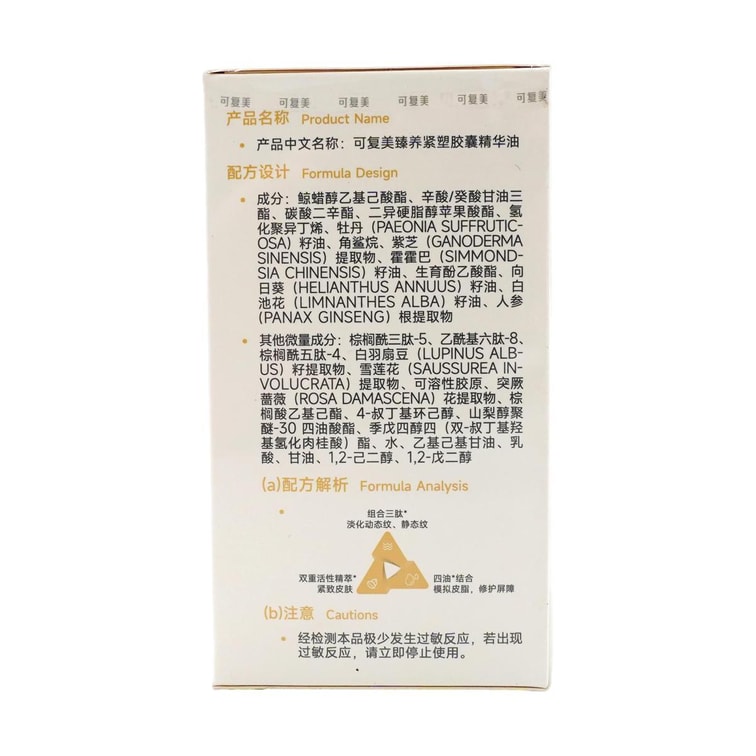 可复美 可复美 可复美 可复美 可复美 可复美
产品名称 Product Name
• 产品中文名称：可复美臻养紧塑胶囊精华油
配方设计 Formula Design
• 成分：鲸蜡醇乙基己酸酯、辛酸/癸酸甘油三
酯、碳酸二辛酯、二异硬脂醇苹果酸酯、氢
化聚异丁烯、牡丹（PAEONIA SUFFRUTIC-
OSA）籽油、角鲨烷、紫芝（GANODERMA
SINENSIS）提取物、霍霍巴（SIMMOND-
SIA CHINENSIS）籽油、生育酚乙酸酯、向
日葵（HELIANTHUS ANNUUS）籽油、白
池花（LIMNANTHES ALBA）籽油、人参
（PANAX GINSENG）根提取物
• 其他微量成分：棕榈酰三肽-5、乙酰基六肽-8、
棕榈酰五肽-4、白羽扇豆（LUPINUS ALB-
US）籽提取物、雪莲花（SAUSSUREA IN-
VOLUCRATA）提取物、可溶性胶原、突厥
蔷薇（ROSA DAMASCENA）花提取物、棕
榈酸乙基己酯、4-叔丁基环己醇、山梨醇聚
醚-30 四油酸酯、季戊四醇四（双-叔丁基羟
基氢化肉桂酸）酯、水、乙基己基甘油、乳
酸、甘油、1,2-己二醇、1,2-戊二醇
(a)配方解析 Formula Analysis
•
组合三肽*
淡化动态纹、静态纹
双重活性精萃*
紧致皮肤
四油*结合
模拟皮脂，修护屏障
(b)注意 Cautions
• 经检测本品极少发生过敏反应，若出现
过敏反应，请立即停止使用。